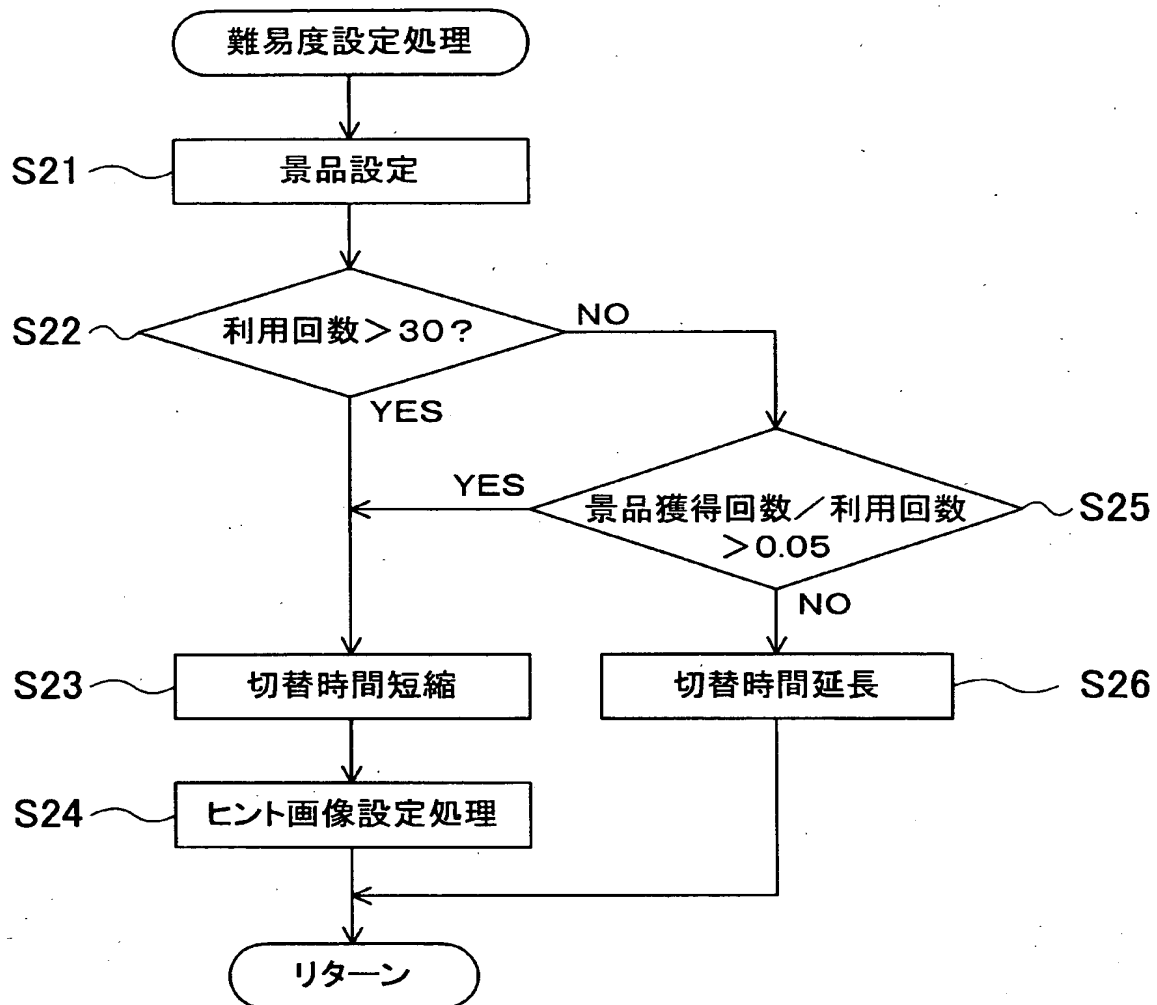 難易度設定処理
S21
景品設定
S22
利用回数＞30？
NO
YES
YES
景品獲得回数／利用回数
＞0.05
S25
NO
S23
切替時間短縮
切替時間延長
S26
S24
ヒント画像設定処理
リターン